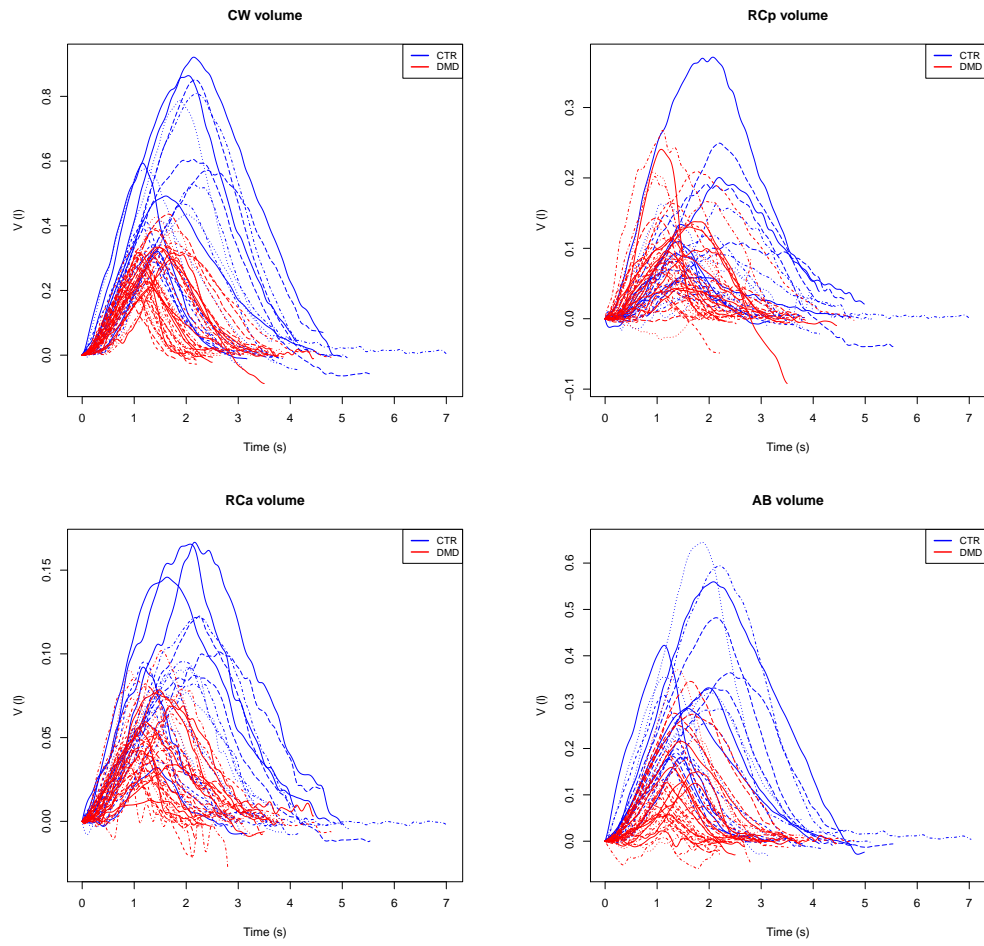 CW volume
CTR
DMD
V (l)
0.0 0.2 0.4 0.6 0.8
0 1 2 3 4 5 6 7
Time (s)
RCp volume
CTR
DMD
V (l)
−0.1 0.0 0.1 0.2 0.3
0 1 2 3 4 5 6 7
Time (s)
RCa volume
CTR
DMD
V (l)
0.00 0.05 0.10 0.15
0 1 2 3 4 5 6 7
Time (s)
AB volume
CTR
DMD
V (l)
0.0 0.1 0.2 0.3 0.4 0.5 0.6
0 1 2 3 4 5 6 7
Time (s)